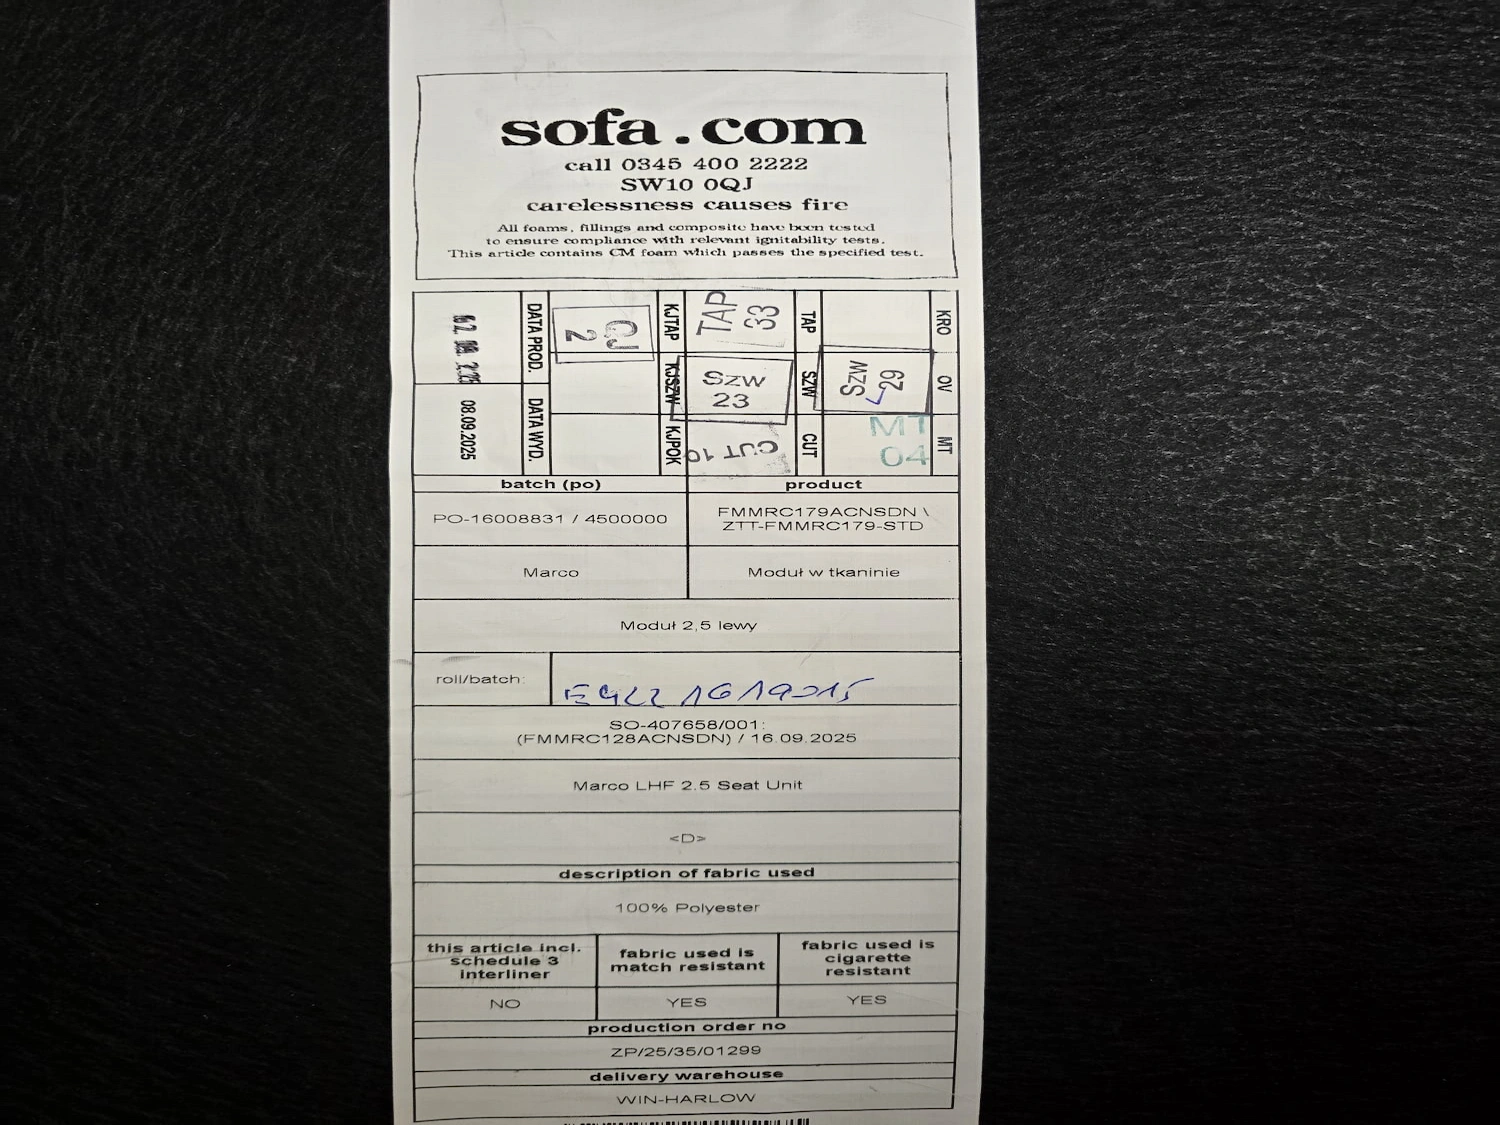 sofa.com
call 0345 400 2222
SW10 0QJ
carelessness causes fire
All foams, fillings and composite have been tested
to ensure compliance with relevant ignitability tests.
This article contains CM foam which passes the specified test.
KRO
OV
MT
SZW 29
MT 04
TAP
SZW
CUT
TAP 33
Szw 23
CUT 10
KJTAP
KJSZW
KJPOK
QJ 2
DATA PROD.
DATA WYD.
08.09.2025
batch (po) product
PO-16008831 / 4500000
FMMRC179ACNSDN \
ZTT-FMMRC179-STD
Marco Moduł w tkaninie
Moduł 2,5 lewy
roll/batch:
SO-407658/001:
(FMMRC128ACNSDN) / 16.09.2025
Marco LHF 2.5 Seat Unit
<D>
description of fabric used
100% Polyester
this article incl.
schedule 3
interliner
fabric used is
match resistant
fabric used is
cigarette
resistant
NO YES YES
production order no
ZP/25/35/01299
delivery warehouse
WIN-HARLOW